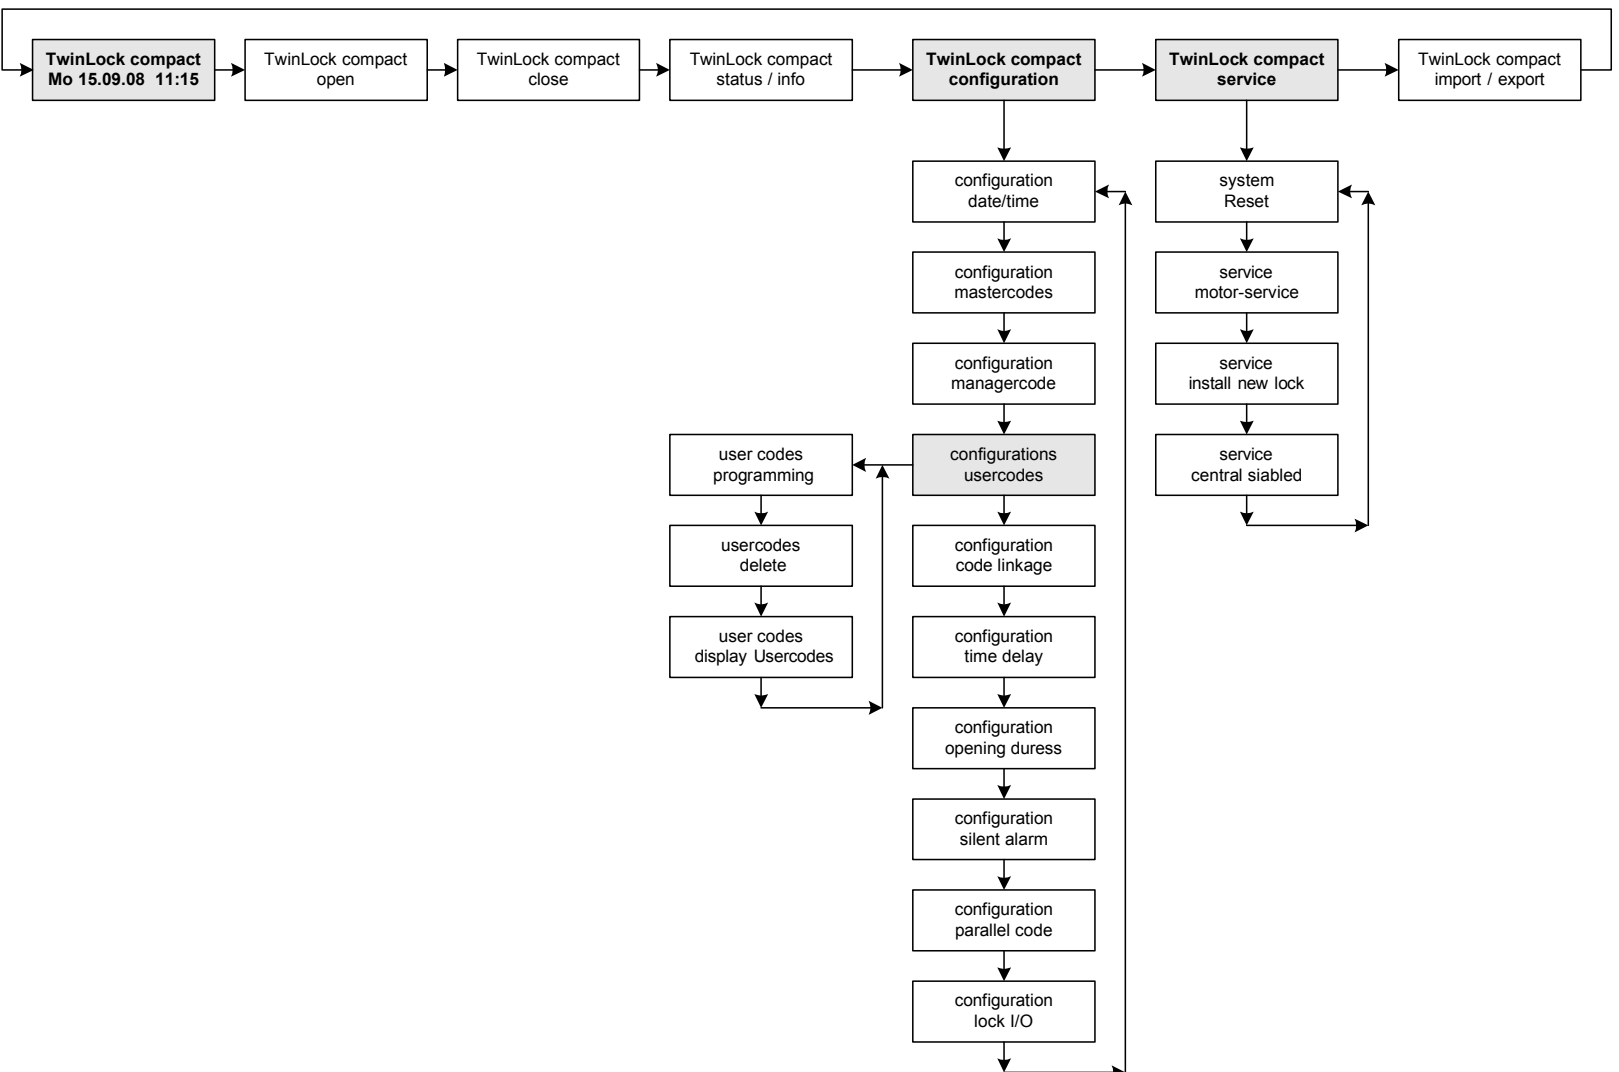 TwinLock compact
Mo 15.09.08 11:15
TwinLock compact
open
TwinLock compact
close
TwinLock compact
status / info
TwinLock compact
configuration
TwinLock compact
service
TwinLock compact
import / export
configuration
date/time
configuration
mastercodes
configuration
managercode
configurations
usercodes
configuration
code linkage
configuration
time delay
configuration
opening duress
configuration
silent alarm
configuration
parallel code
configuration
lock I/O
user codes
programming
usercodes
delete
user codes
display Usercodes
system
Reset
service
motor-service
service
install new lock
service
central siabled